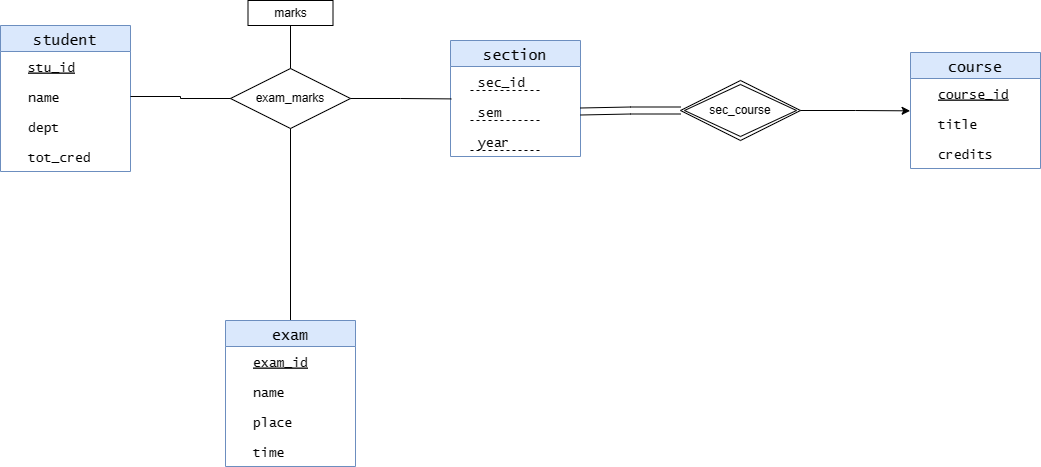 marks
student
stu_id
name
dept
tot_cred
exam_marks
section
sec_id
sem
year
sec_course
course
course_id
title
credits
exam
exam_id
name
place
time